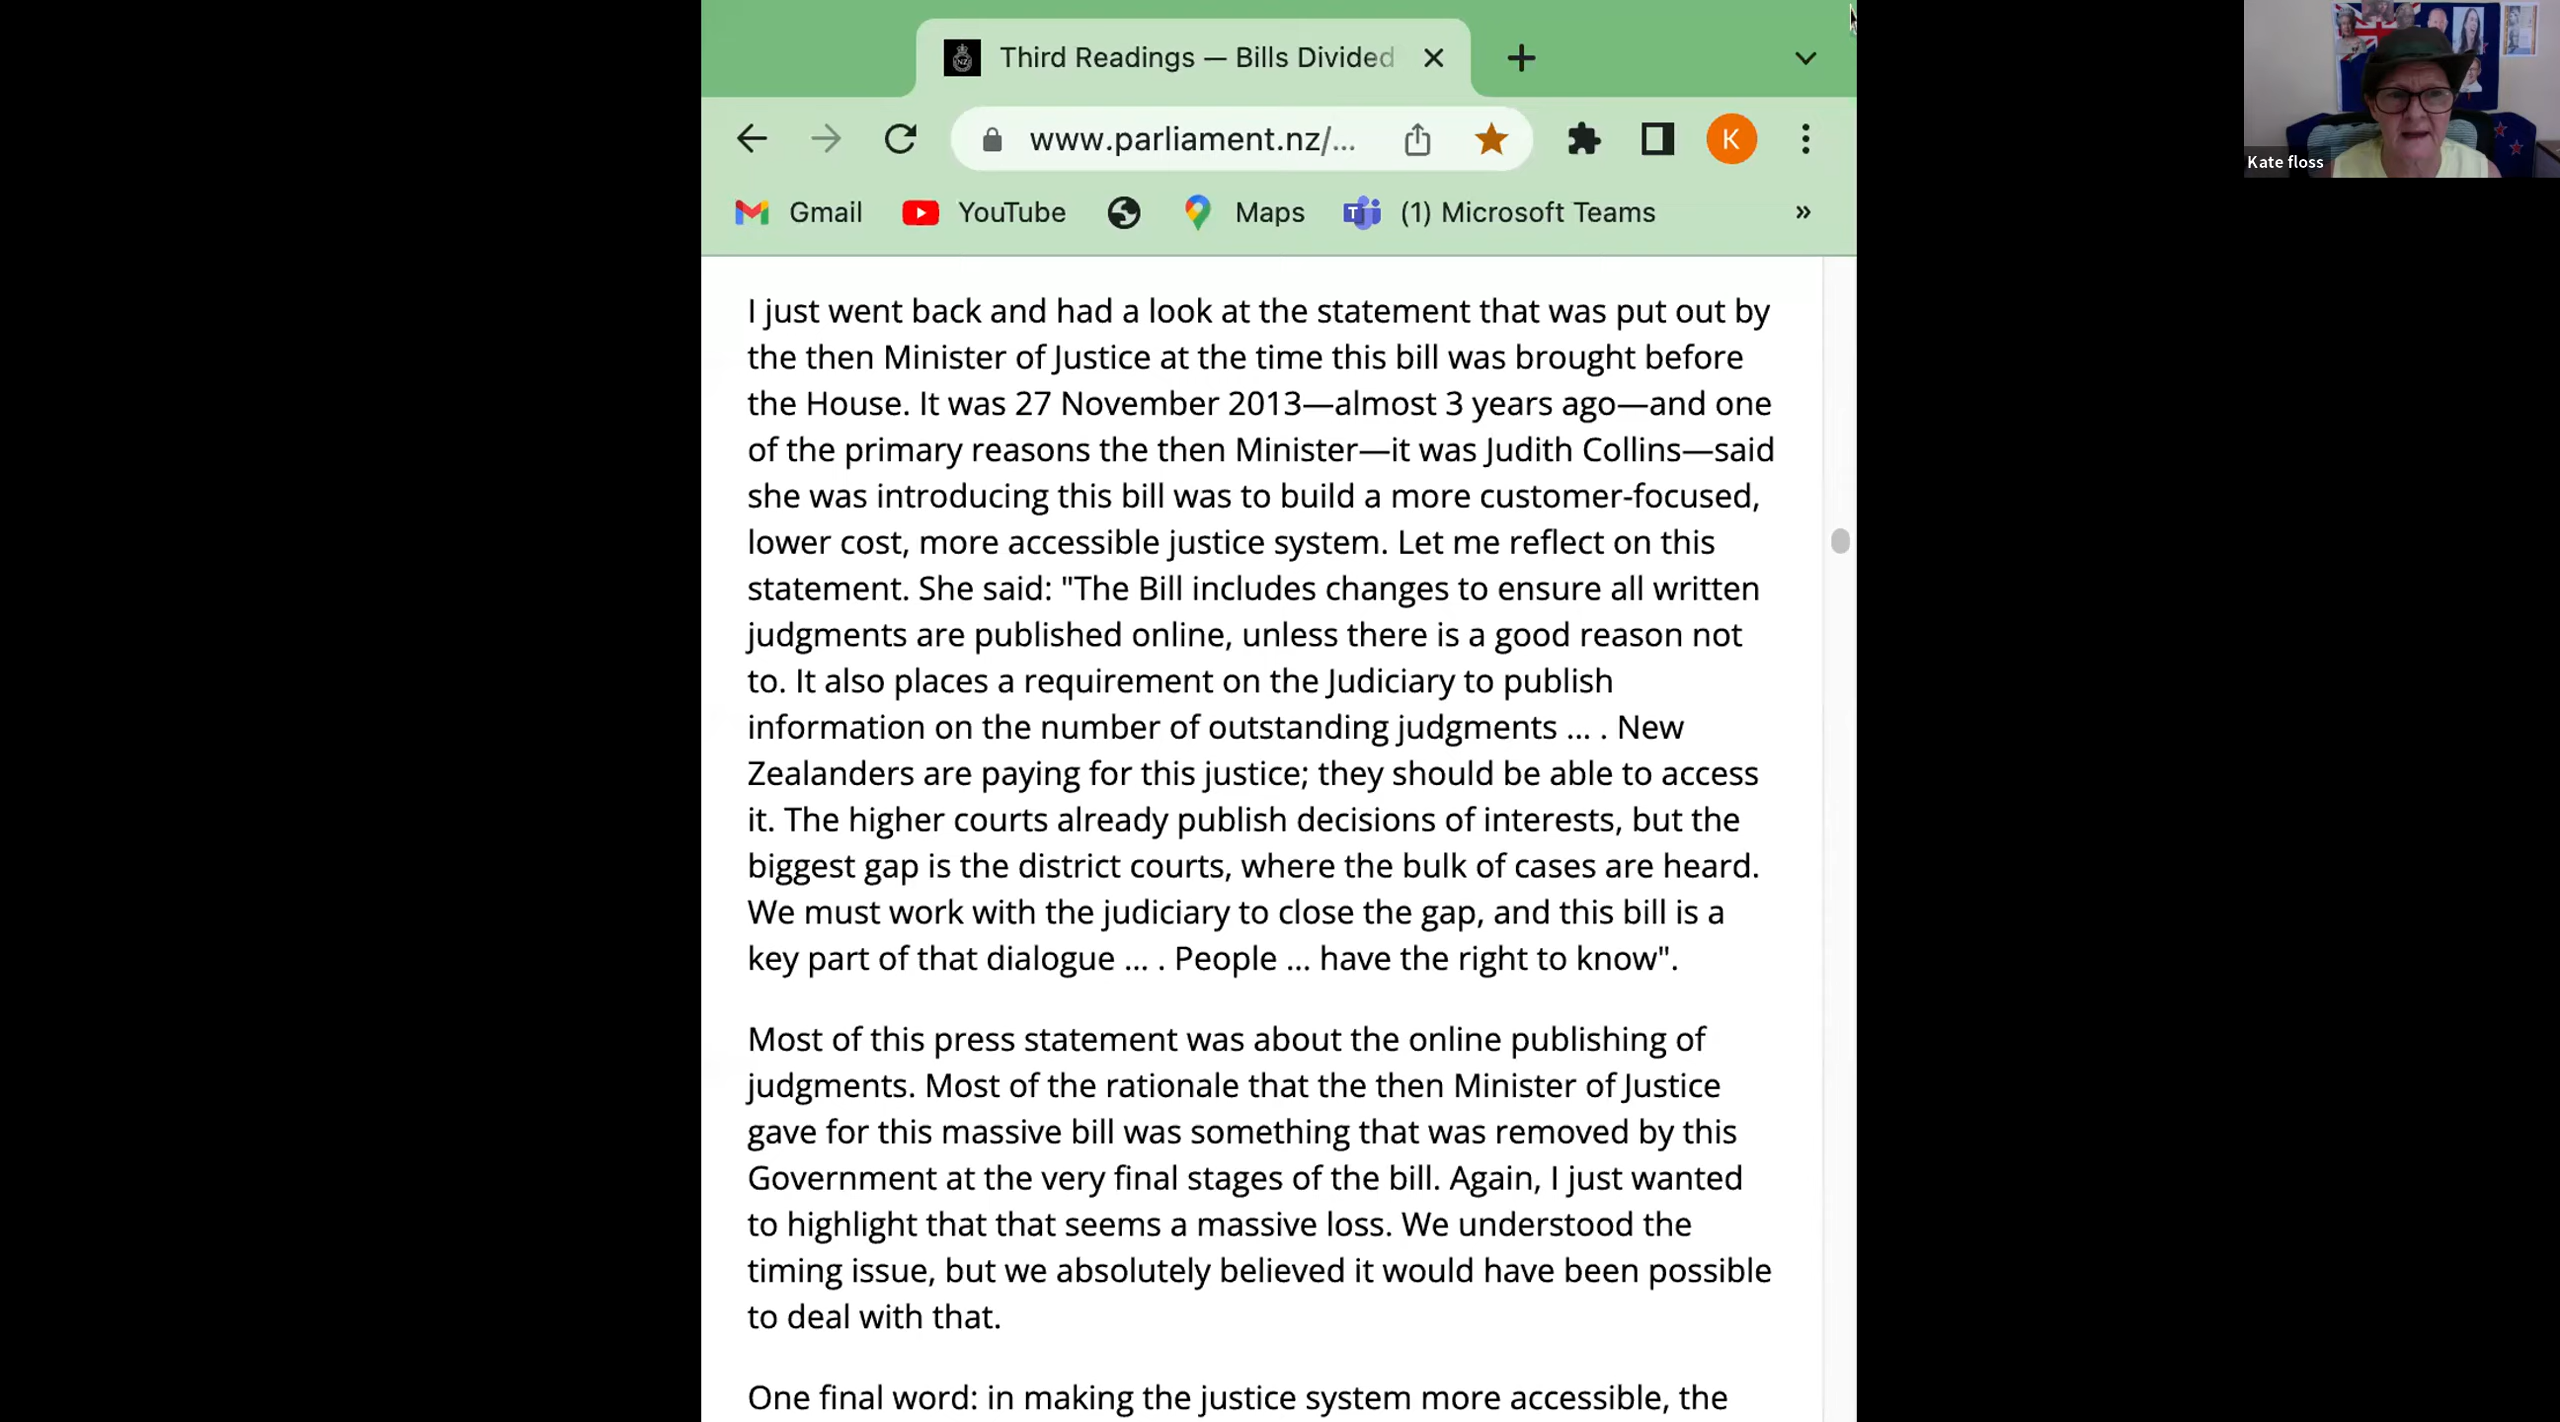 Third Readings — Bills Divided
www.parliament.nz/...
K
Gmail
YouTube
Maps
(1) Microsoft Teams
»
Kate floss
I just went back and had a look at the statement that was put out by
the then Minister of Justice at the time this bill was brought before
the House. It was 27 November 2013—almost 3 years ago—and one
of the primary reasons the then Minister—it was Judith Collins—said
she was introducing this bill was to build a more customer-focused,
lower cost, more accessible justice system. Let me reflect on this
statement. She said: "The Bill includes changes to ensure all written
judgments are published online, unless there is a good reason not
to. It also places a requirement on the Judiciary to publish
information on the number of outstanding judgments ... . New
Zealanders are paying for this justice; they should be able to access
it. The higher courts already publish decisions of interests, but the
biggest gap is the district courts, where the bulk of cases are heard.
We must work with the judiciary to close the gap, and this bill is a
key part of that dialogue ... . People ... have the right to know".
Most of this press statement was about the online publishing of
judgments. Most of the rationale that the then Minister of Justice
gave for this massive bill was something that was removed by this
Government at the very final stages of the bill. Again, I just wanted
to highlight that that seems a massive loss. We understood the
timing issue, but we absolutely believed it would have been possible
to deal with that.
One final word: in making the justice system more accessible, the